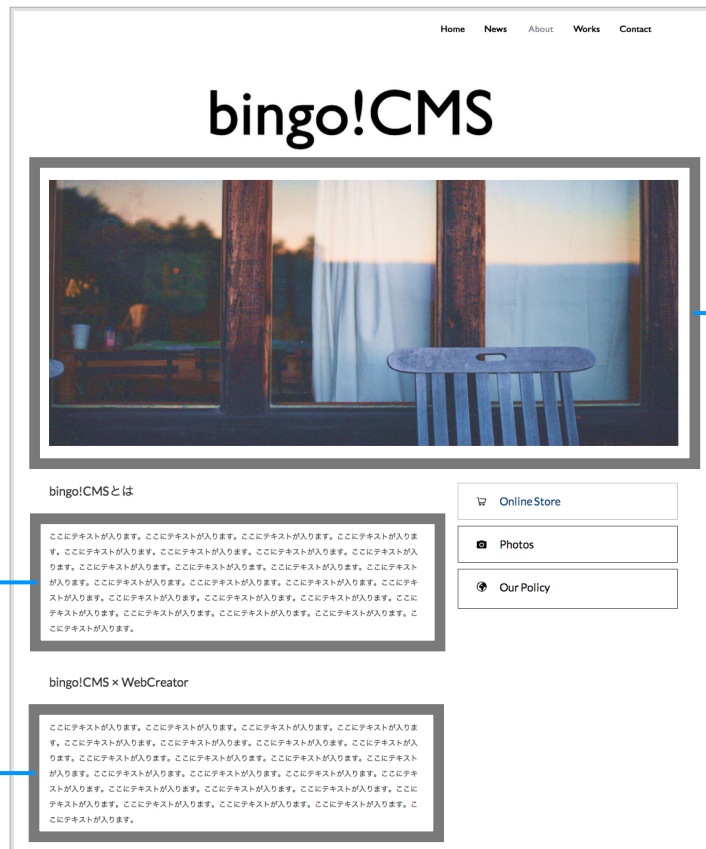 Home News About Works Contact
bingo!CMS
bingo!CMSとは
Online Store
Photos
Our Policy
ここにテキストが入ります。ここにテキストが入ります。ここにテキストが入ります。ここにテキストが入りま
す。ここにテキストが入ります。ここにテキストが入ります。ここにテキストが入ります。ここにテキストが入
ります。ここにテキストが入ります。ここにテキストが入ります。ここにテキストが入ります。ここにテキスト
が入ります。ここにテキストが入ります。ここにテキストが入ります。ここにテキストが入ります。ここにテキ
ストが入ります。ここにテキストが入ります。ここにテキストが入ります。ここにテキストが入ります。ここに
テキストが入ります。ここにテキストが入ります。ここにテキストが入ります。ここにテキストが入ります。こ
こにテキストが入ります。
bingo!CMS × WebCreator
ここにテキストが入ります。ここにテキストが入ります。ここにテキストが入ります。ここにテキストが入りま
す。ここにテキストが入ります。ここにテキストが入ります。ここにテキストが入ります。ここにテキストが入
ります。ここにテキストが入ります。ここにテキストが入ります。ここにテキストが入ります。ここにテキスト
が入ります。ここにテキストが入ります。ここにテキストが入ります。ここにテキストが入ります。ここにテキ
ストが入ります。ここにテキストが入ります。ここにテキストが入ります。ここにテキストが入ります。ここに
テキストが入ります。ここにテキストが入ります。ここにテキストが入ります。ここにテキストが入ります。こ
こにテキストが入ります。